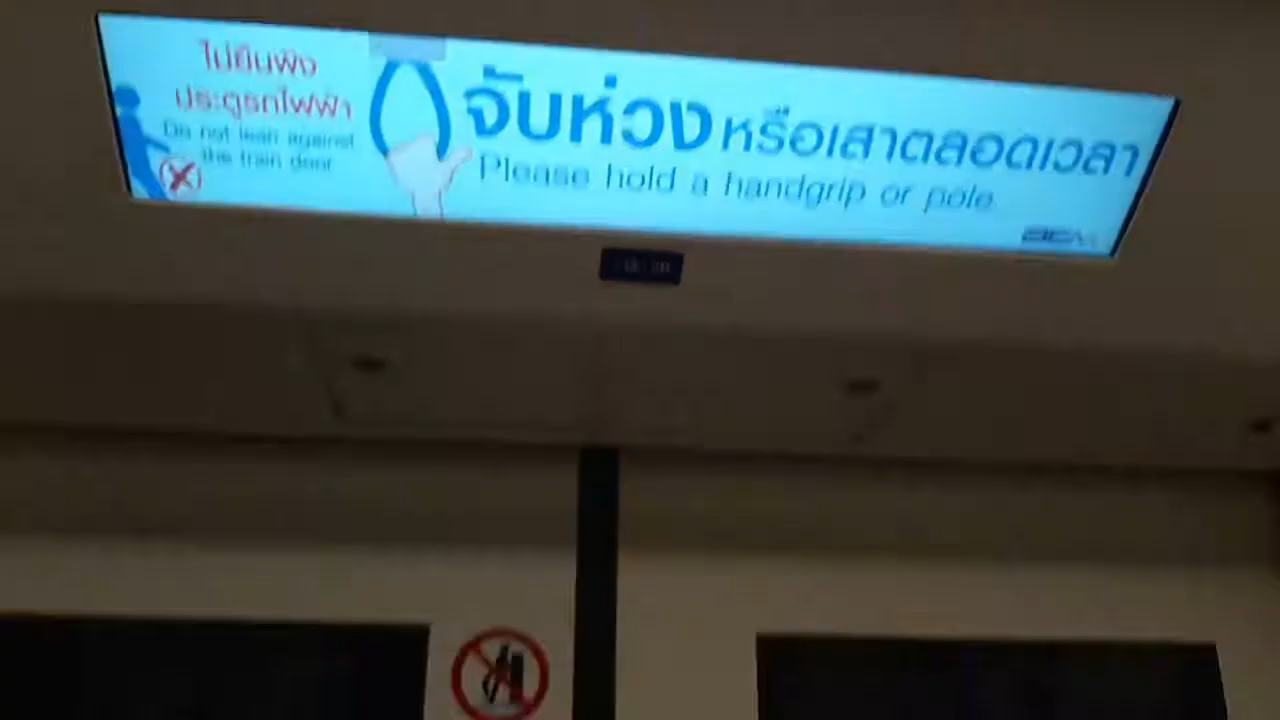 ไม่ยืนพิง
ประตูรถไฟฟ้า
Do not lean against
the train door
จับห่วงหรือเสาตลอดเวลา
Please hold a handgrip or pole
BEM